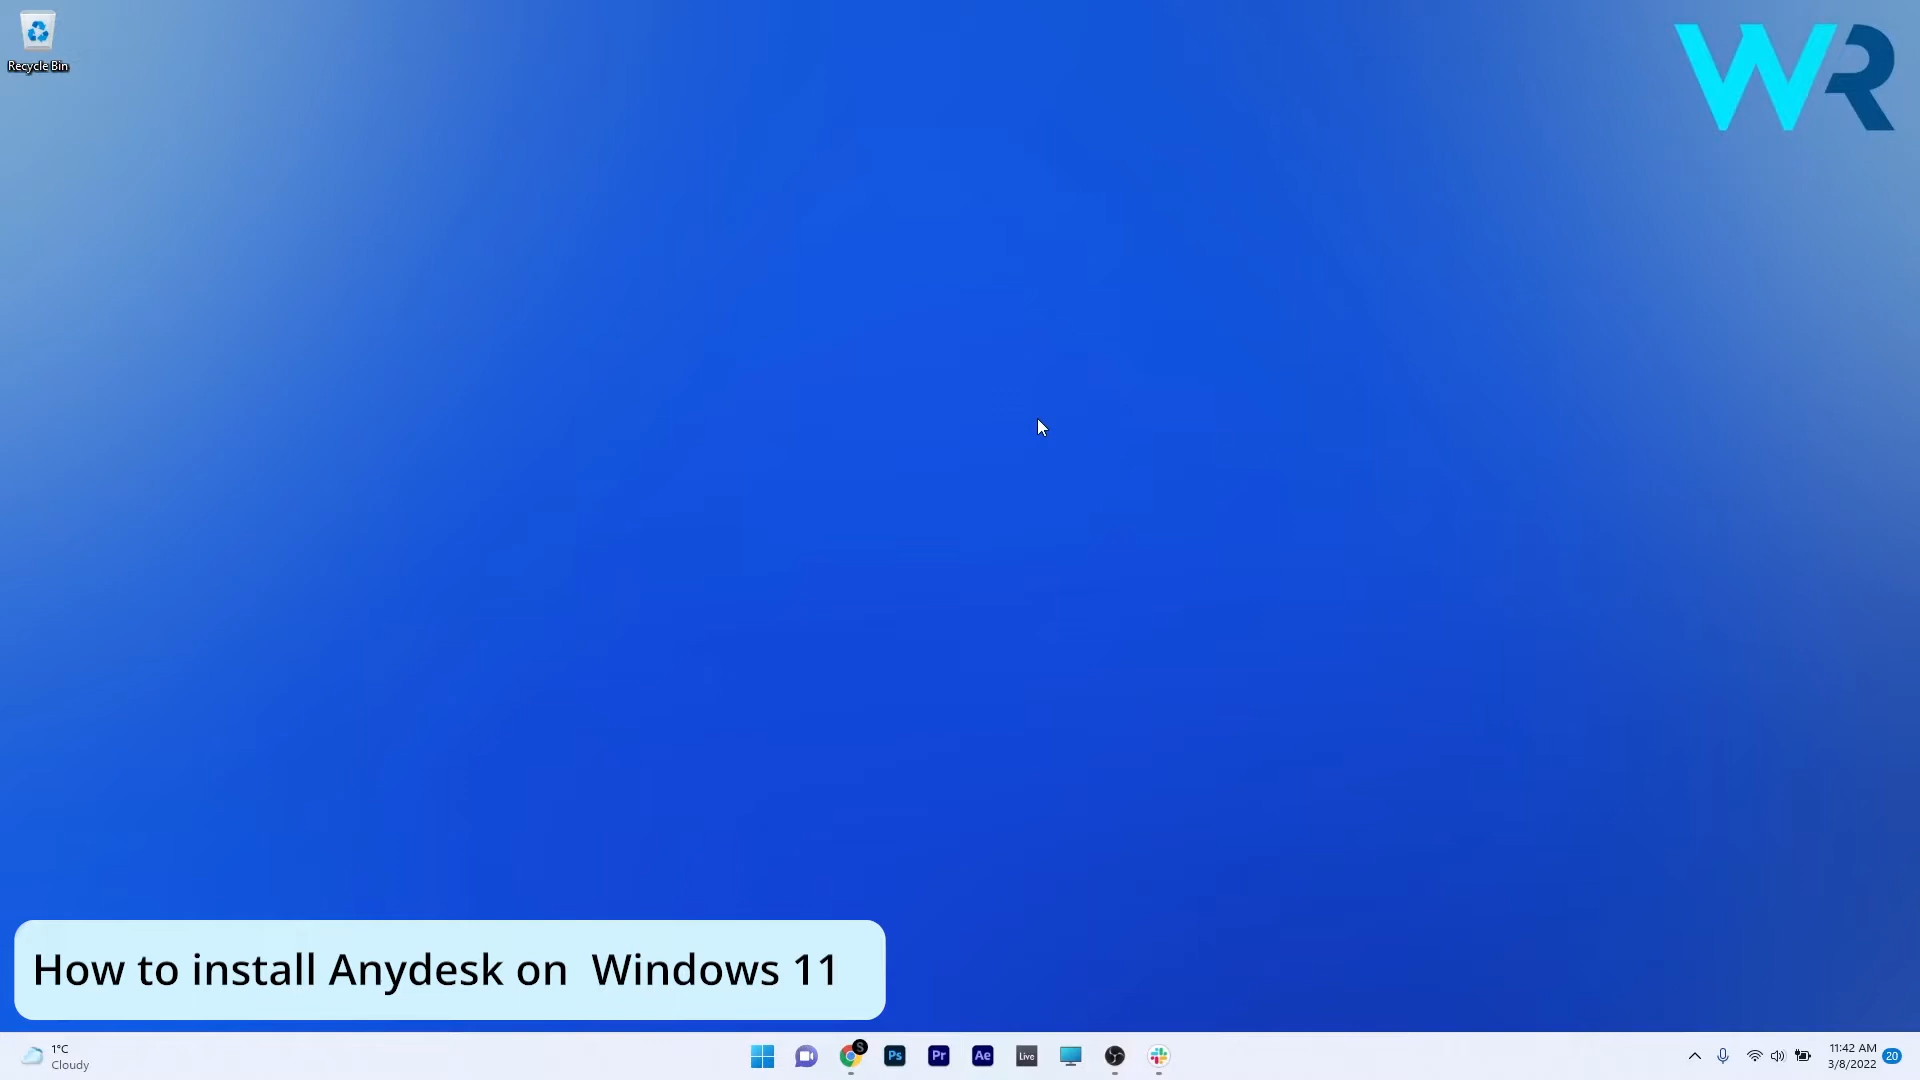 Recycle Bin
WR
How to install Anydesk on  Windows 11
1°C
Cloudy
S
Ps
Pr
Ae
Live
11:42 AM
3/8/2022
20